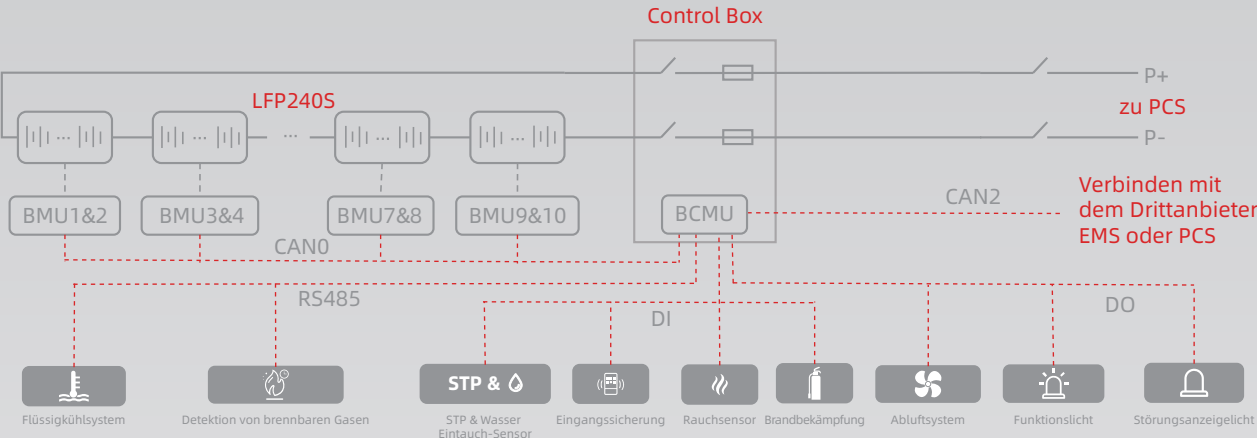 Control Box
P+
LFP240S
zu PCS
P-
Verbinden mit
dem Drittanbieter
EMS oder PCS
BMU1&2
BMU3&4
BMU7&8
BMU9&10
BCMU
CAN2
CAN0
RS485
DI
DO
STP &
Flüssigkühlsystem
Detektion von brennbaren Gasen
STP & Wasser
Eintauch-Sensor
Eingangssicherung
Rauchsensor
Brandbekämpfung
Abluftsystem
Funktionslicht
Störungsanzeigelicht